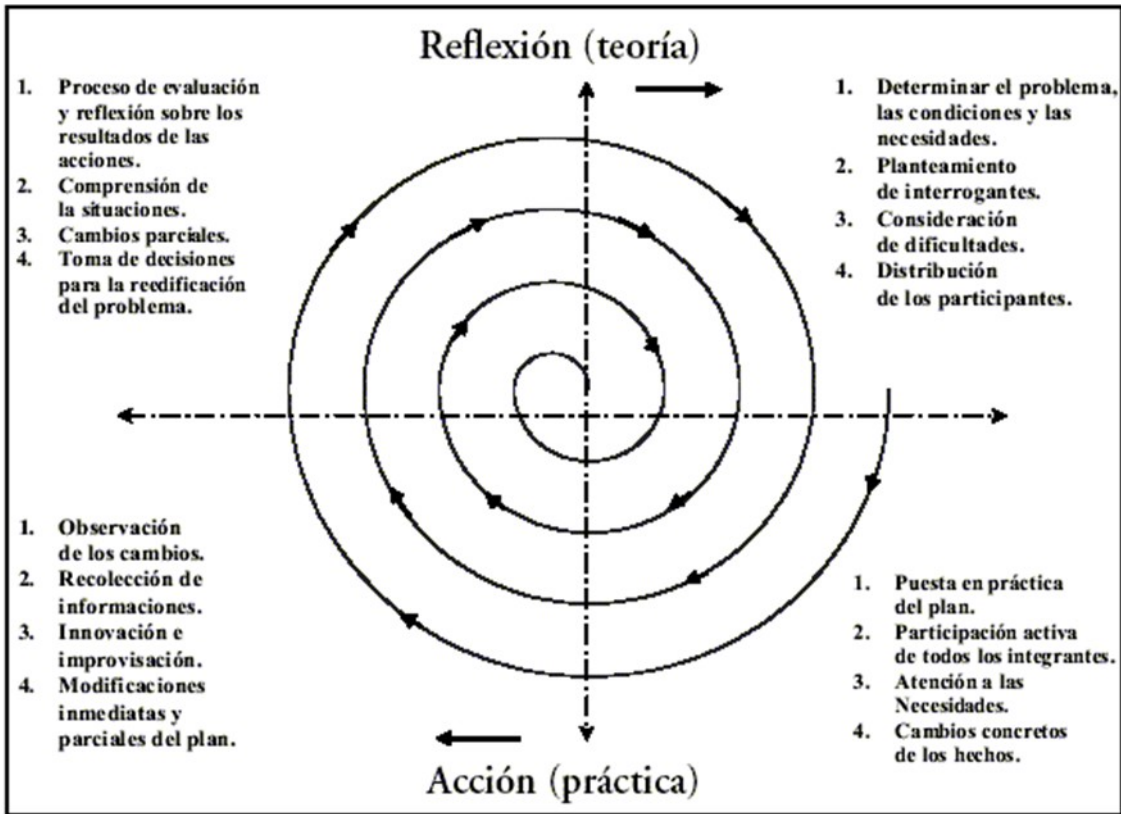 Reflexión (teoría)
1. Proceso de evaluación
y reflexión sobre los
resultados de las
acciones.
2. Comprensión de
la situaciones.
3. Cambios parciales.
4. Toma de decisiones
para la reedificación
del problema.
1. Determinar el problema,
las condiciones y las
necesidades.
2. Planteamiento
de interrogantes.
3. Consideración
de dificultades.
4. Distribución
de los participantes.
1. Observación
de los cambios.
2. Recolección de
informaciones.
3. Innovación e
improvisación.
4. Modificaciones
inmediatas y
parciales del plan.
1. Puesta en práctica
del plan.
2. Participación activa
de todos los integrantes.
3. Atención a las
Necesidades.
4. Cambios concretos
de los hechos.
Acción (práctica)